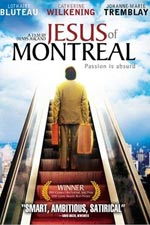 LOTHAIRE BLUTEAU
CATHERINE WILKENING
JOHANNE-MARIE TREMBLAY
A FILM BY DENYS ARCAND
JESUS of
MONTREAL
Passion is absurd
WINNER
"SMART, AMBITIOUS, SATIRICAL"